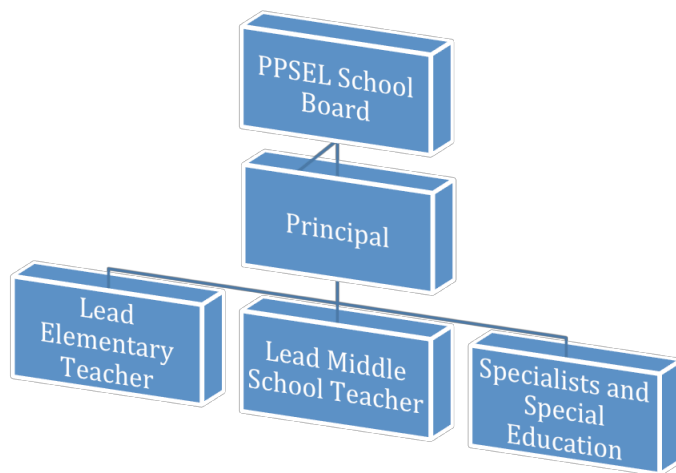 PPSEL School
Board
Principal
Lead
Elementary
Teacher
Lead Middle
School Teacher
Specialists and
Special
Education